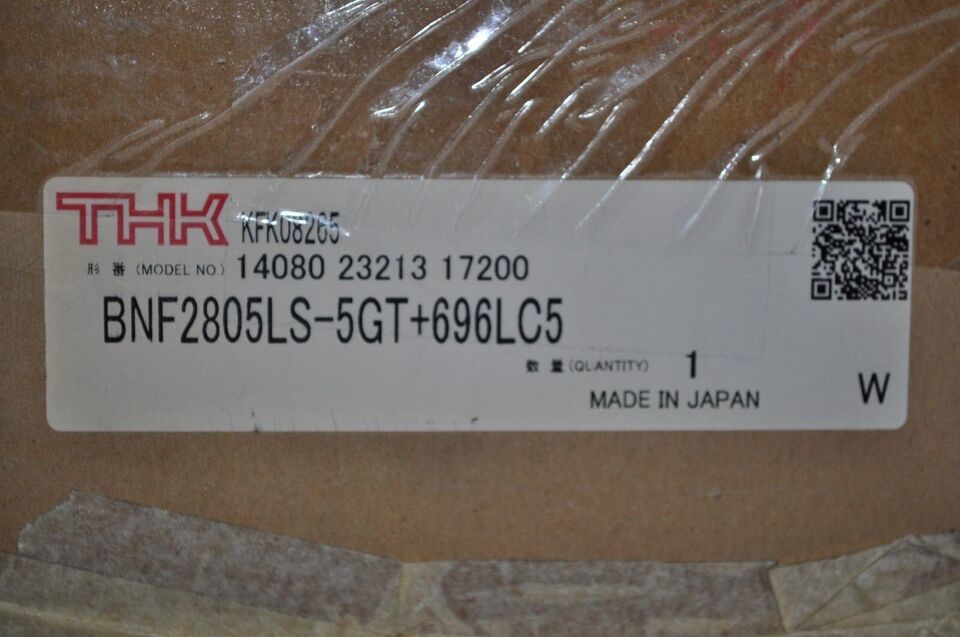 THK KFK08265
形 番 (MODEL NO.) 14080 23213 17200
BNF2805LS-5GT+696LC5
数 量 (QUANTITY) 1
MADE IN JAPAN
W